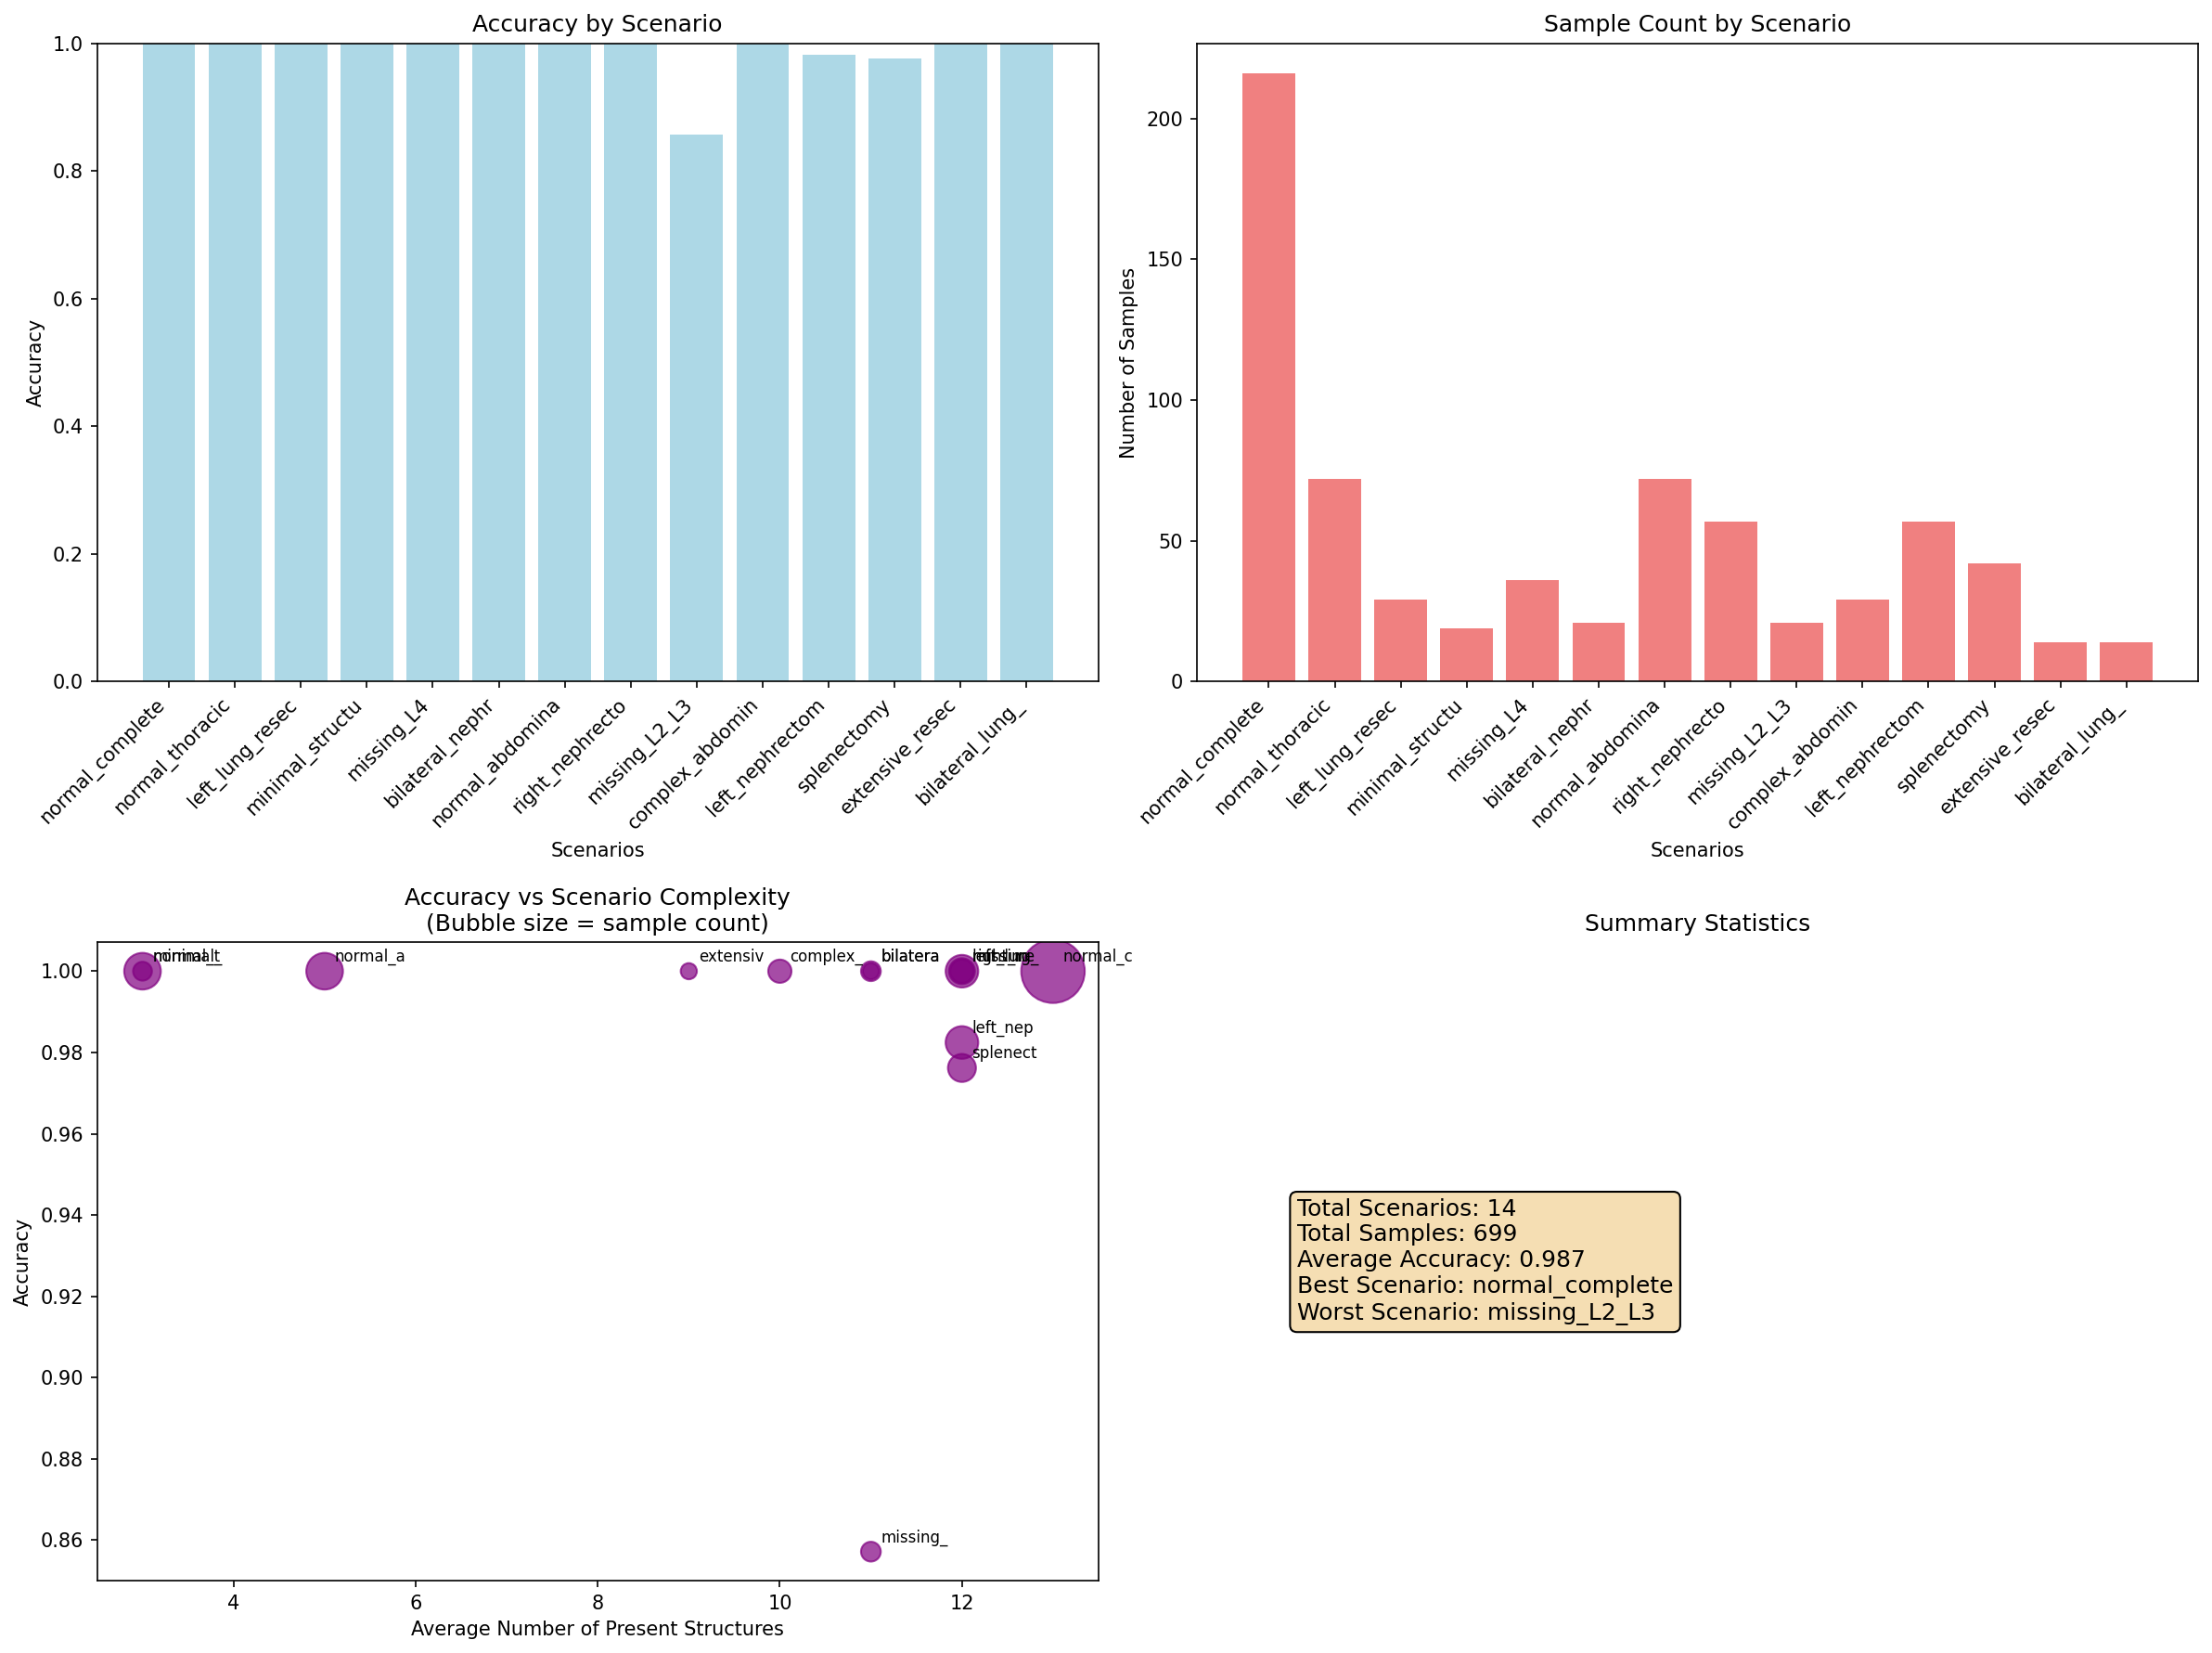 Accuracy by Scenario
1.0
0.8
0.6
0.4
0.2
0.0
Accuracy
normal_complete
normal_thoracic
left_lung_resec
minimal_structu
missing_L4
bilateral_nephr
normal_abdomina
right_nephrecto
missing_L2_L3
complex_abdomin
left_nephrectom
splenectomy
extensive_resec
bilateral_lung_
Scenarios
Sample Count by Scenario
200
150
100
50
0
Number of Samples
normal_complete
normal_thoracic
left_lung_resec
minimal_structu
missing_L4
bilateral_nephr
normal_abdomina
right_nephrecto
missing_L2_L3
complex_abdomin
left_nephrectom
splenectomy
extensive_resec
bilateral_lung_
Scenarios
Accuracy vs Scenario Complexity
(Bubble size = sample count)
1.00
0.98
0.96
0.94
0.92
0.90
0.88
0.86
Accuracy
normal_a
extensiv
complex_
bilatera
normal_c
left_nep
splenect
missing_
4
6
8
10
12
Average Number of Present Structures
Summary Statistics
Total Scenarios: 14
Total Samples: 699
Average Accuracy: 0.987
Best Scenario: normal_complete
Worst Scenario: missing_L2_L3